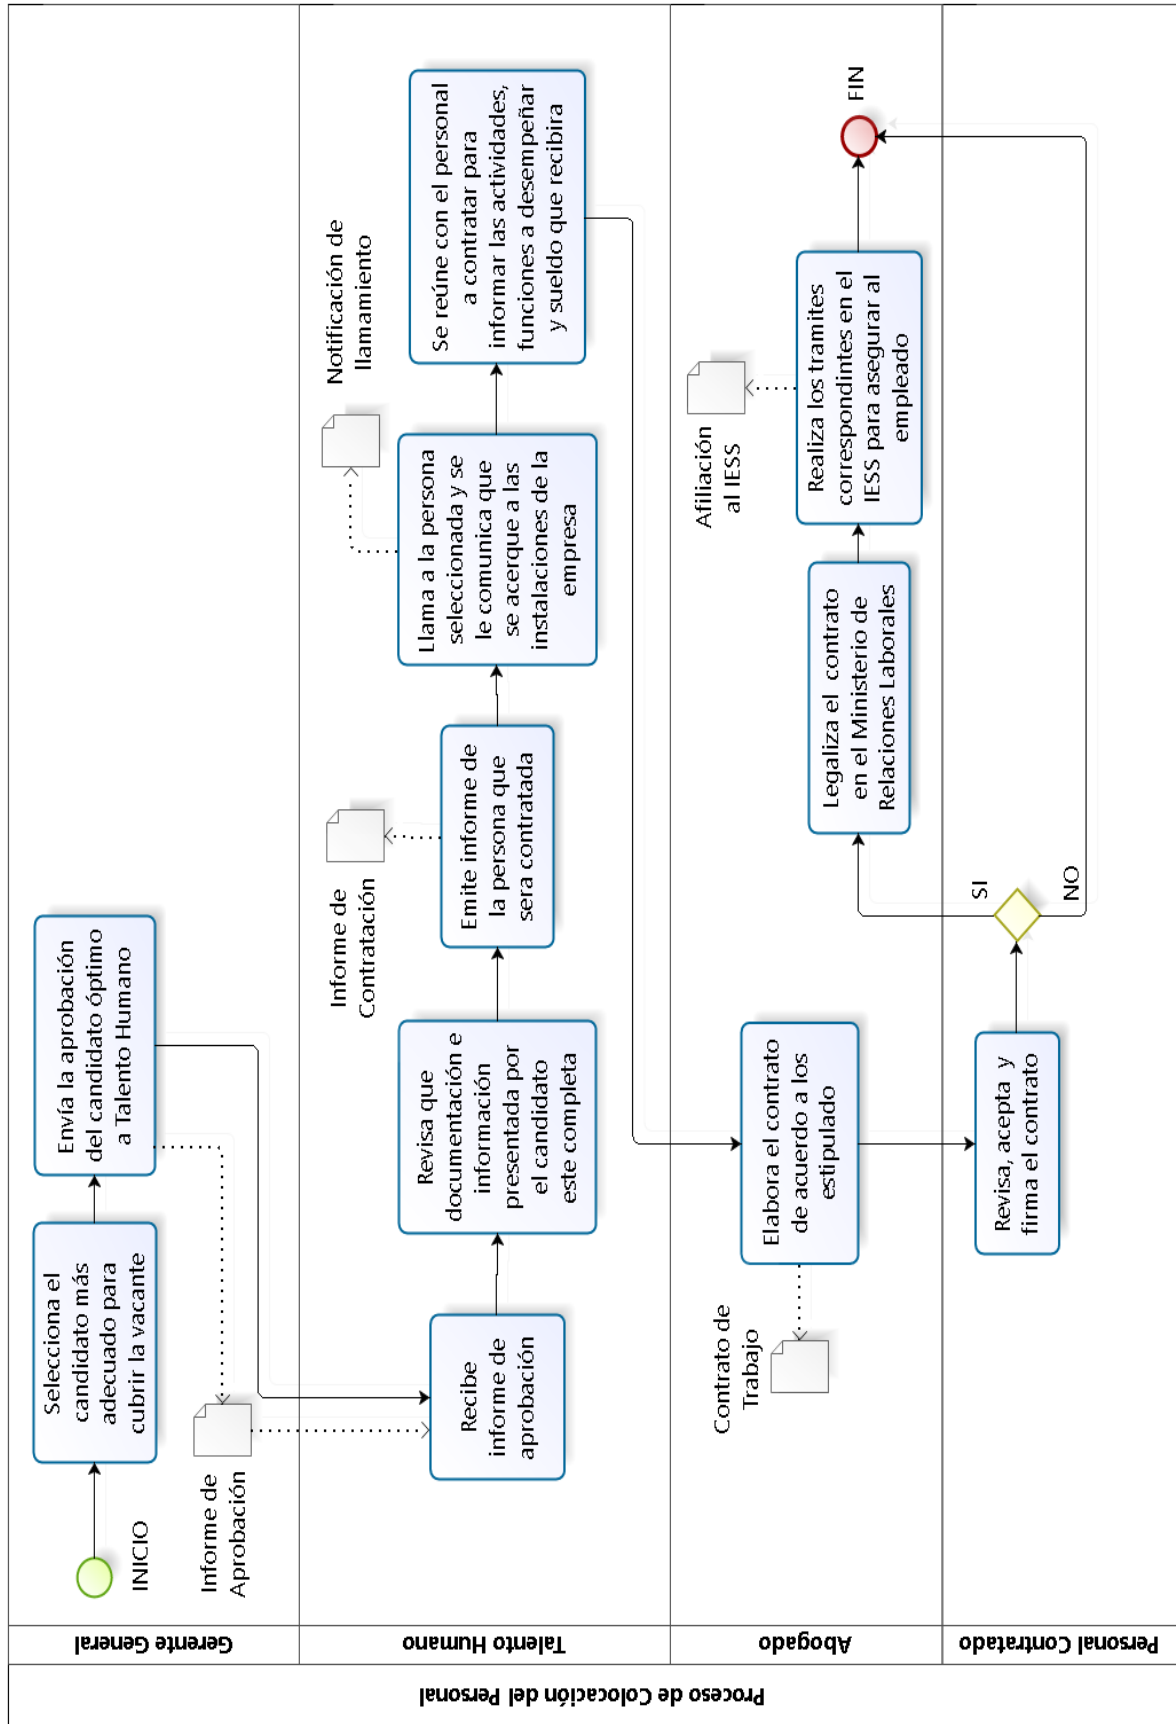 Proceso de Colocación del Personal
Gerente General
INICIO
Selecciona el
candidato más
adecuado para
cubrir la vacante
Envía la aprobación
del candidato óptimo
a Talento Humano
Informe de
Aprobación
Talento Humano
Recibe
informe de
aprobación
Revisa que
documentación e
información
presentada por
el candidato
este completa
Informe de
Contratación
Emite informe de
la persona que
sera contratada
Notificación de
llamamiento
Llama a la persona
seleccionada y se
le comunica que
se acerque a las
instalaciones de la
empresa
Se reúne con el personal
a contratar para
informar las actividades,
funciones a desempeñar
y sueldo que recibira
Abogado
Contrato de
Trabajo
Elabora el contrato
de acuerdo a los
estipulado
Legaliza el contrato
en el Ministerio de
Relaciones Laborales
Afiliación
al IESS
Realiza los tramites
correspondintes en el
IESS para asegurar al
empleado
FIN
Personal Contratado
Revisa, acepta y
firma el contrato
SI
NO